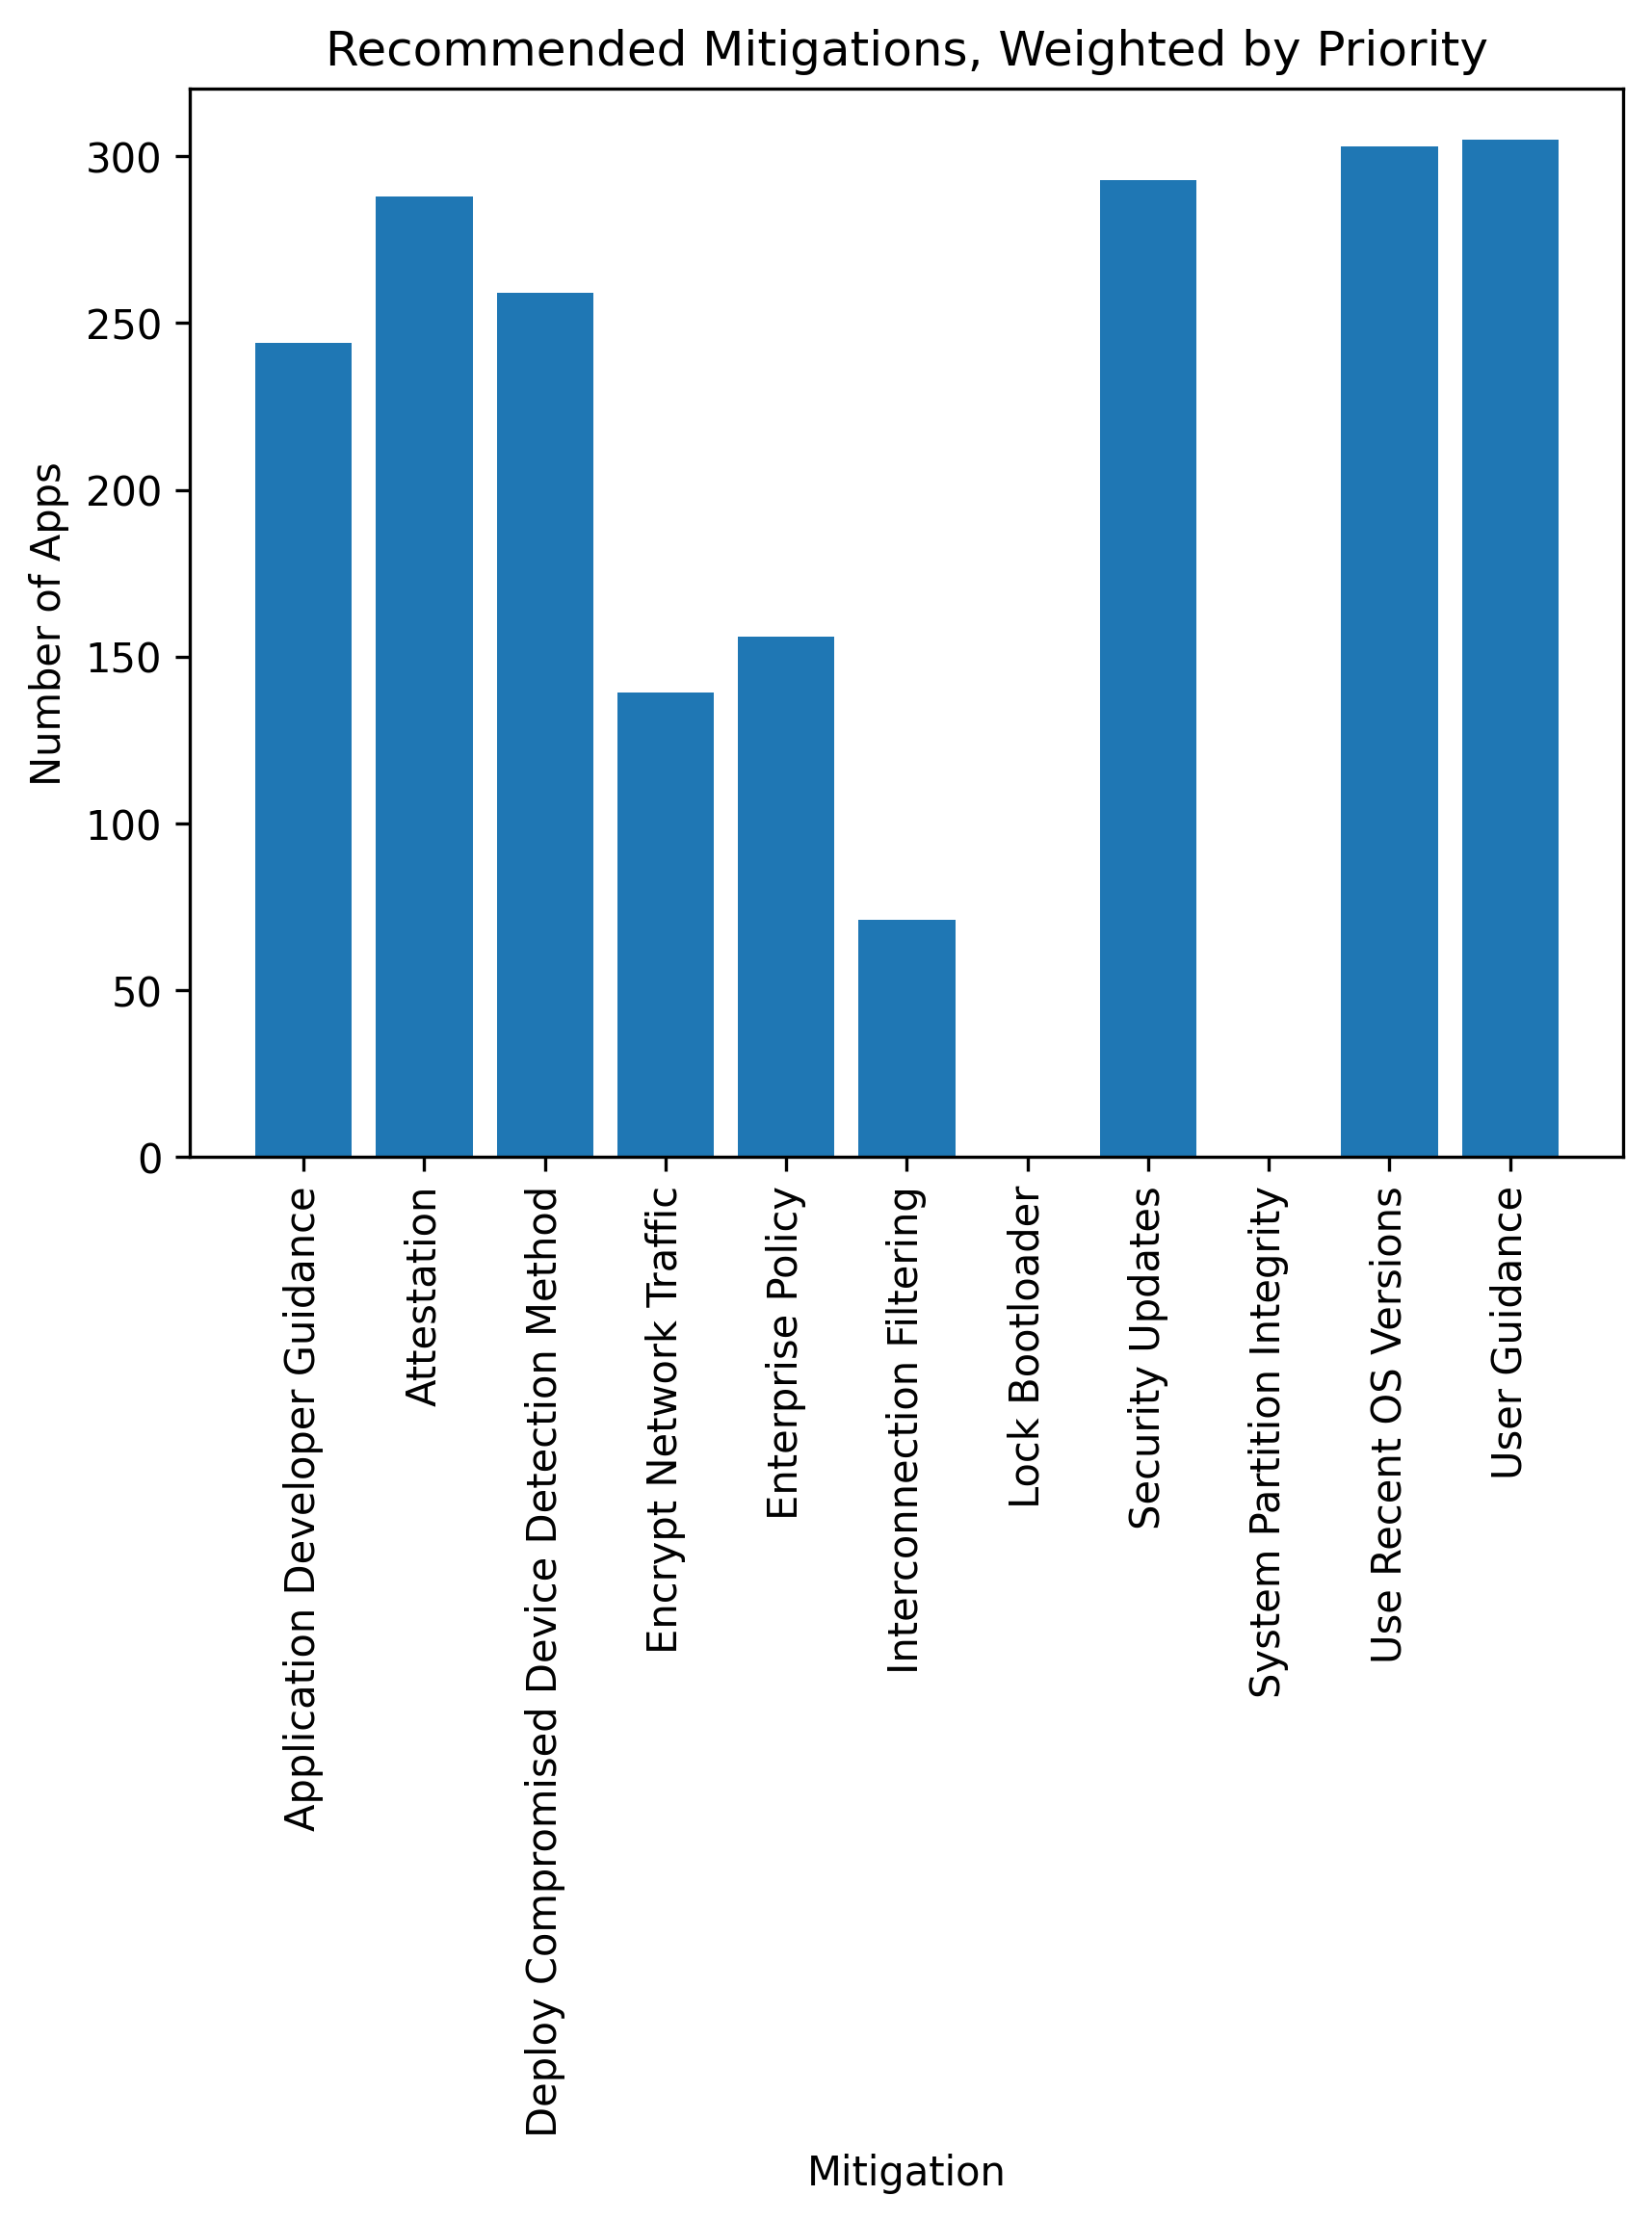 Recommended Mitigations, Weighted by Priority
Number of Apps
300
250
200
150
100
50
0
Application Developer Guidance
Attestation
Deploy Compromised Device Detection Method
Encrypt Network Traffic
Enterprise Policy
Interconnection Filtering
Lock Bootloader
Security Updates
System Partition Integrity
Use Recent OS Versions
User Guidance
Mitigation